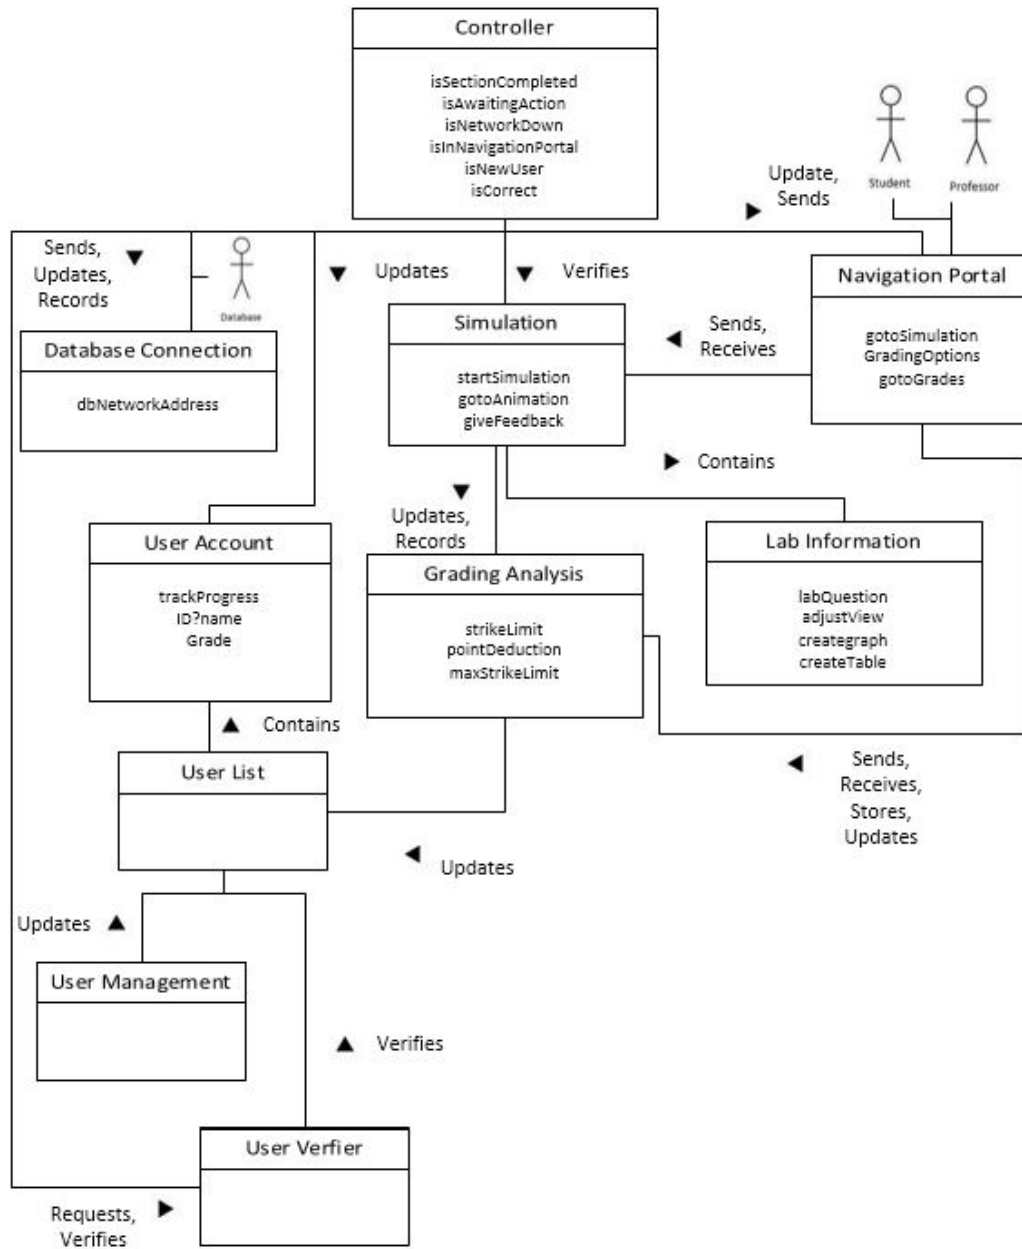 Controller
isSectionCompleted
isAwaitingAction
isNetworkDown
isInNavigationPortal
isNewUser
isCorrect
Student
Professor
Update,
Sends
Sends,
Updates,
Records
Database
Updates
Verifies
Navigation Portal
gotoSimulation
GradingOptions
gotoGrades
Simulation
startSimulation
gotoAnimation
giveFeedback
Sends,
Receives
Database Connection
dbNetworkAddress
Contains
Updates,
Records
User Account
trackProgress
ID?name
Grade
Grading Analysis
strikeLimit
pointDeduction
maxStrikeLimit
Lab Information
labQuestion
adjustView
creategraph
createTable
Contains
User List
Sends,
Receives,
Stores,
Updates
Updates
Updates
User Management
Verifies
User Verfier
Requests,
Verifies